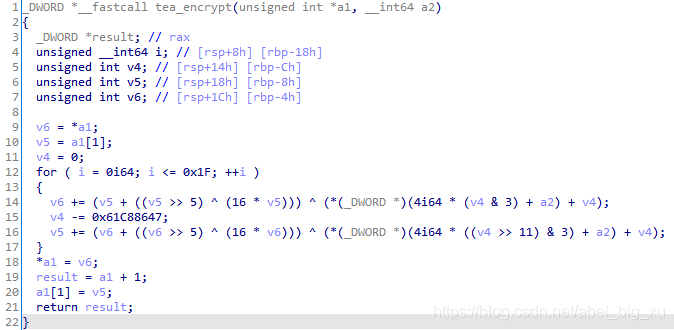 1 _DWORD *__fastcall tea_encrypt(unsigned int *a1, __int64 a2)
2 {
3   _DWORD *result; // rax
4   unsigned __int64 i; // [rsp+8h] [rbp-18h]
5   unsigned int v4; // [rsp+14h] [rbp-Ch]
6   unsigned int v5; // [rsp+18h] [rbp-8h]
7   unsigned int v6; // [rsp+1Ch] [rbp-4h]
8
9   v6 = *a1;
10   v5 = a1[1];
11   v4 = 0;
12   for ( i = 0i64; i <= 0x1F; ++i )
13   {
14     v6 += (v5 + ((v5 >> 5) ^ (16 * v5))) ^ (*(_DWORD *)(4i64 * (v4 & 3) + a2) + v4);
15     v4 -= 0x61C88647;
16     v5 += (v6 + ((v6 >> 5) ^ (16 * v6))) ^ (*(_DWORD *)(4i64 * ((v4 >> 11) & 3) + a2) + v4);
17   }
18   *a1 = v6;
19   result = a1 + 1;
20   a1[1] = v5;
21   return result;
22 }
https://blog.csdn.net/abel_big_xu